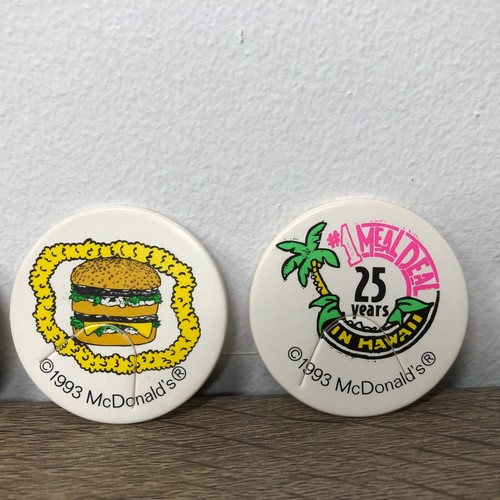 ©1993 McDonald's®
#1 MEAL DEAL
25
years
IN HAWAII
©1993 McDonald's®